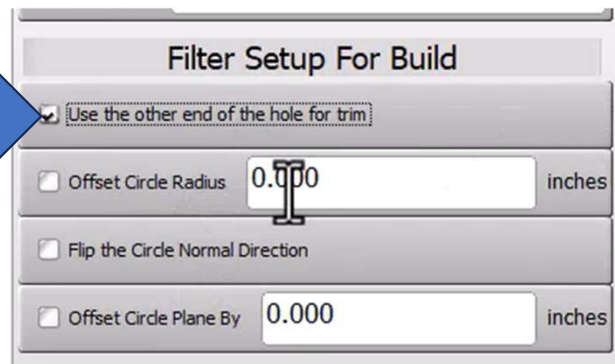 Filter Setup For Build
Use the other end of the hole for trim
Offset Circle Radius 0.000 inches
Flip the Circle Normal Direction
Offset Circle Plane By 0.000 inches